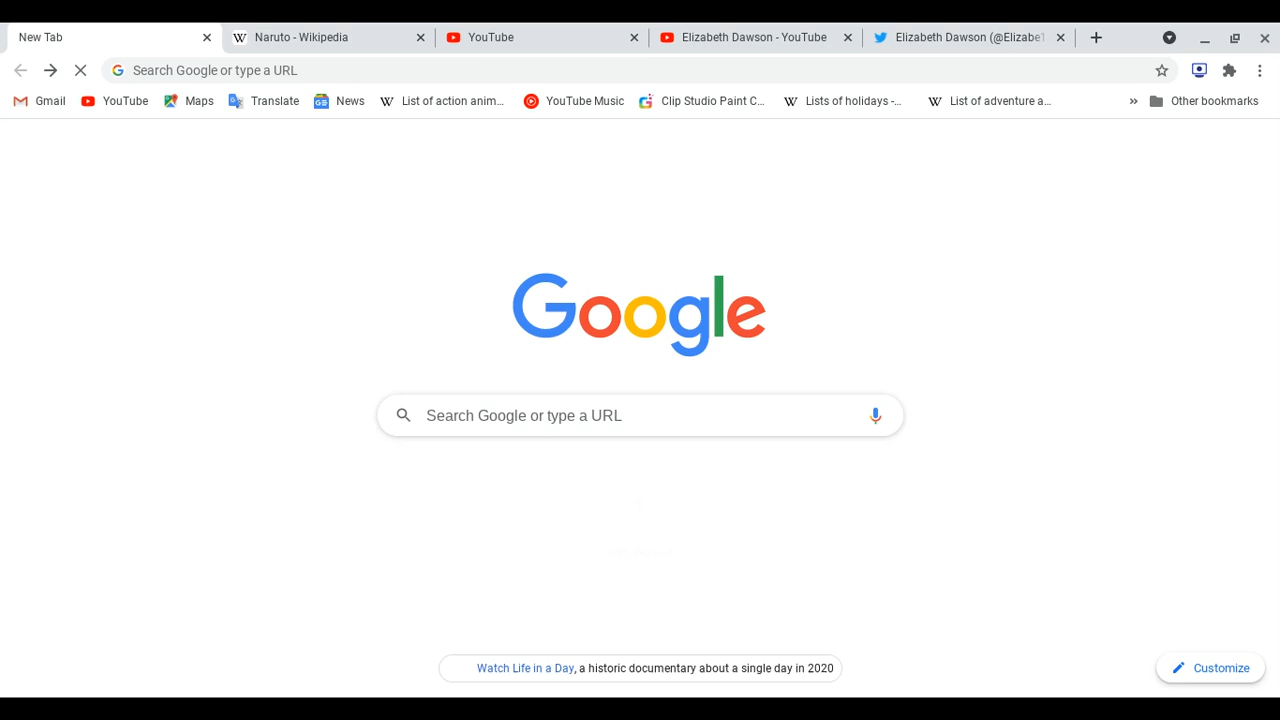 New Tab
Naruto - Wikipedia
YouTube
Elizabeth Dawson - YouTube
Elizabeth Dawson (@Elizabe
Search Google or type a URL
Gmail
YouTube
Maps
Translate
News
List of action anim...
YouTube Music
Clip Studio Paint C...
Lists of holidays -...
List of adventure a...
Other bookmarks
Google
Search Google or type a URL
Watch Life in a Day, a historic documentary about a single day in 2020
Customize